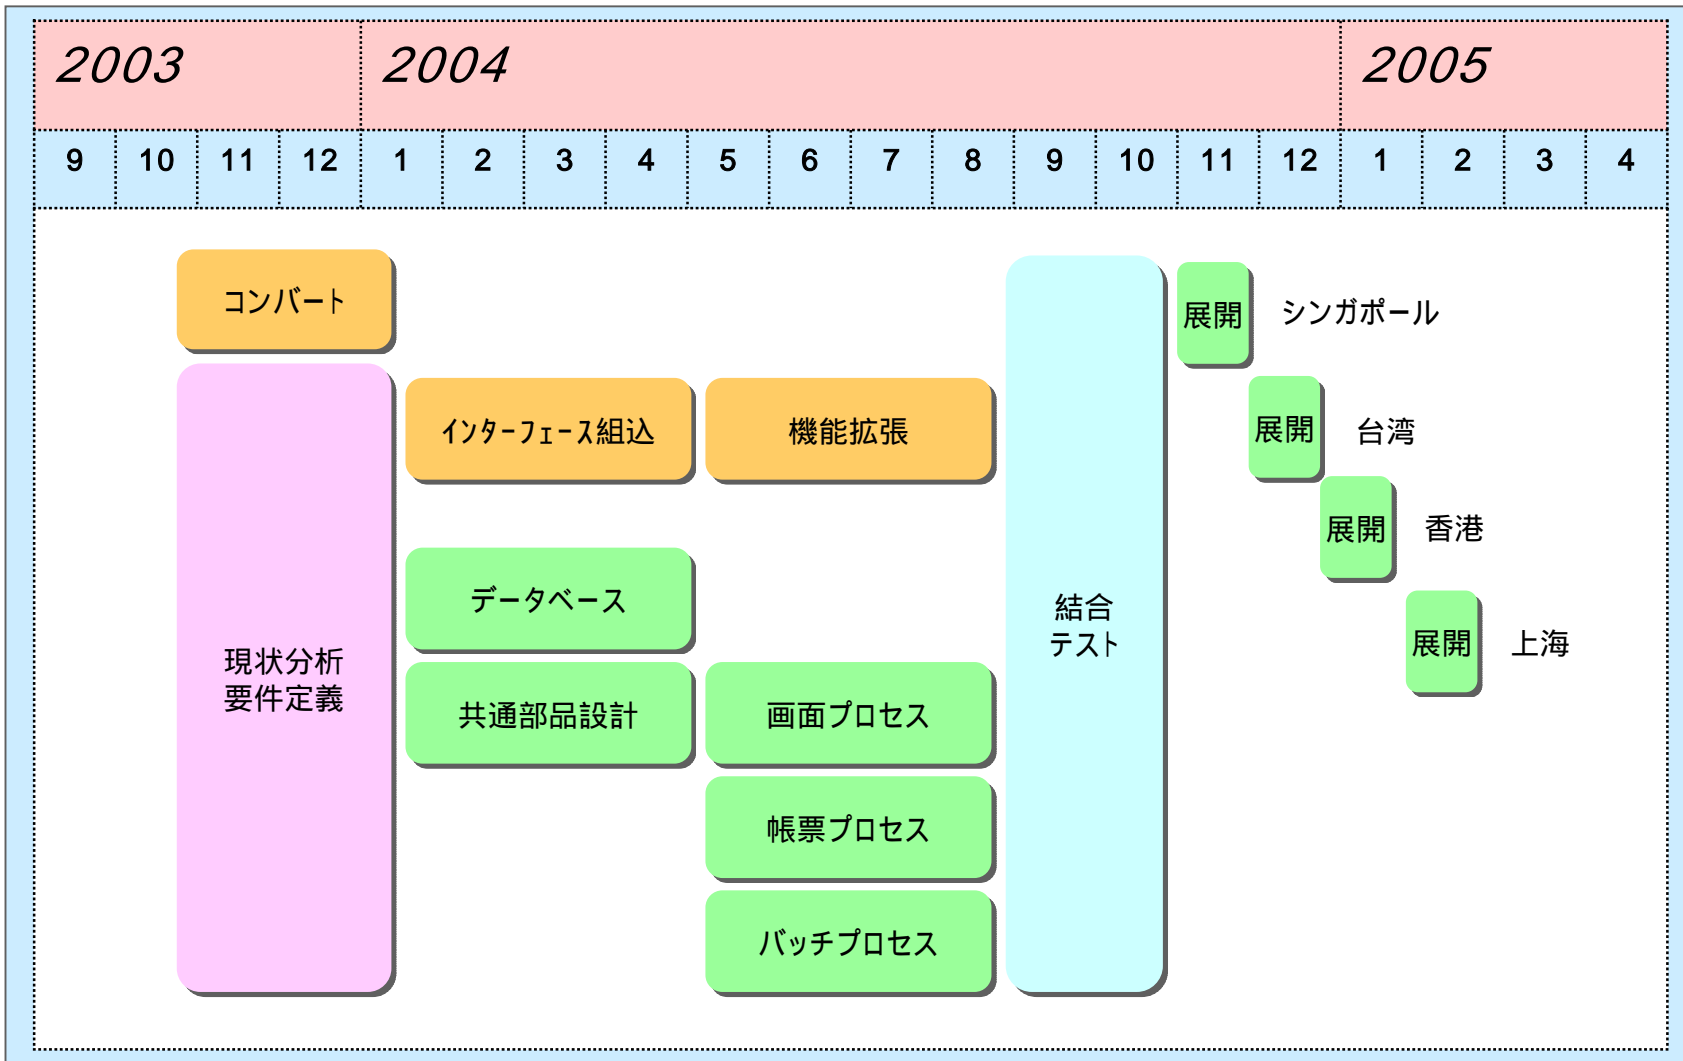 2003 2004 2005
9 10 11 12 1 2 3 4 5 6 7 8 9 10 11 12 1 2 3 4
コンバート
展開 シンガポール
インターフェース組込
機能拡張
展開 台湾
展開 香港
データベース
結合
テスト
展開 上海
現状分析
要件定義
共通部品設計
画面プロセス
帳票プロセス
バッチプロセス